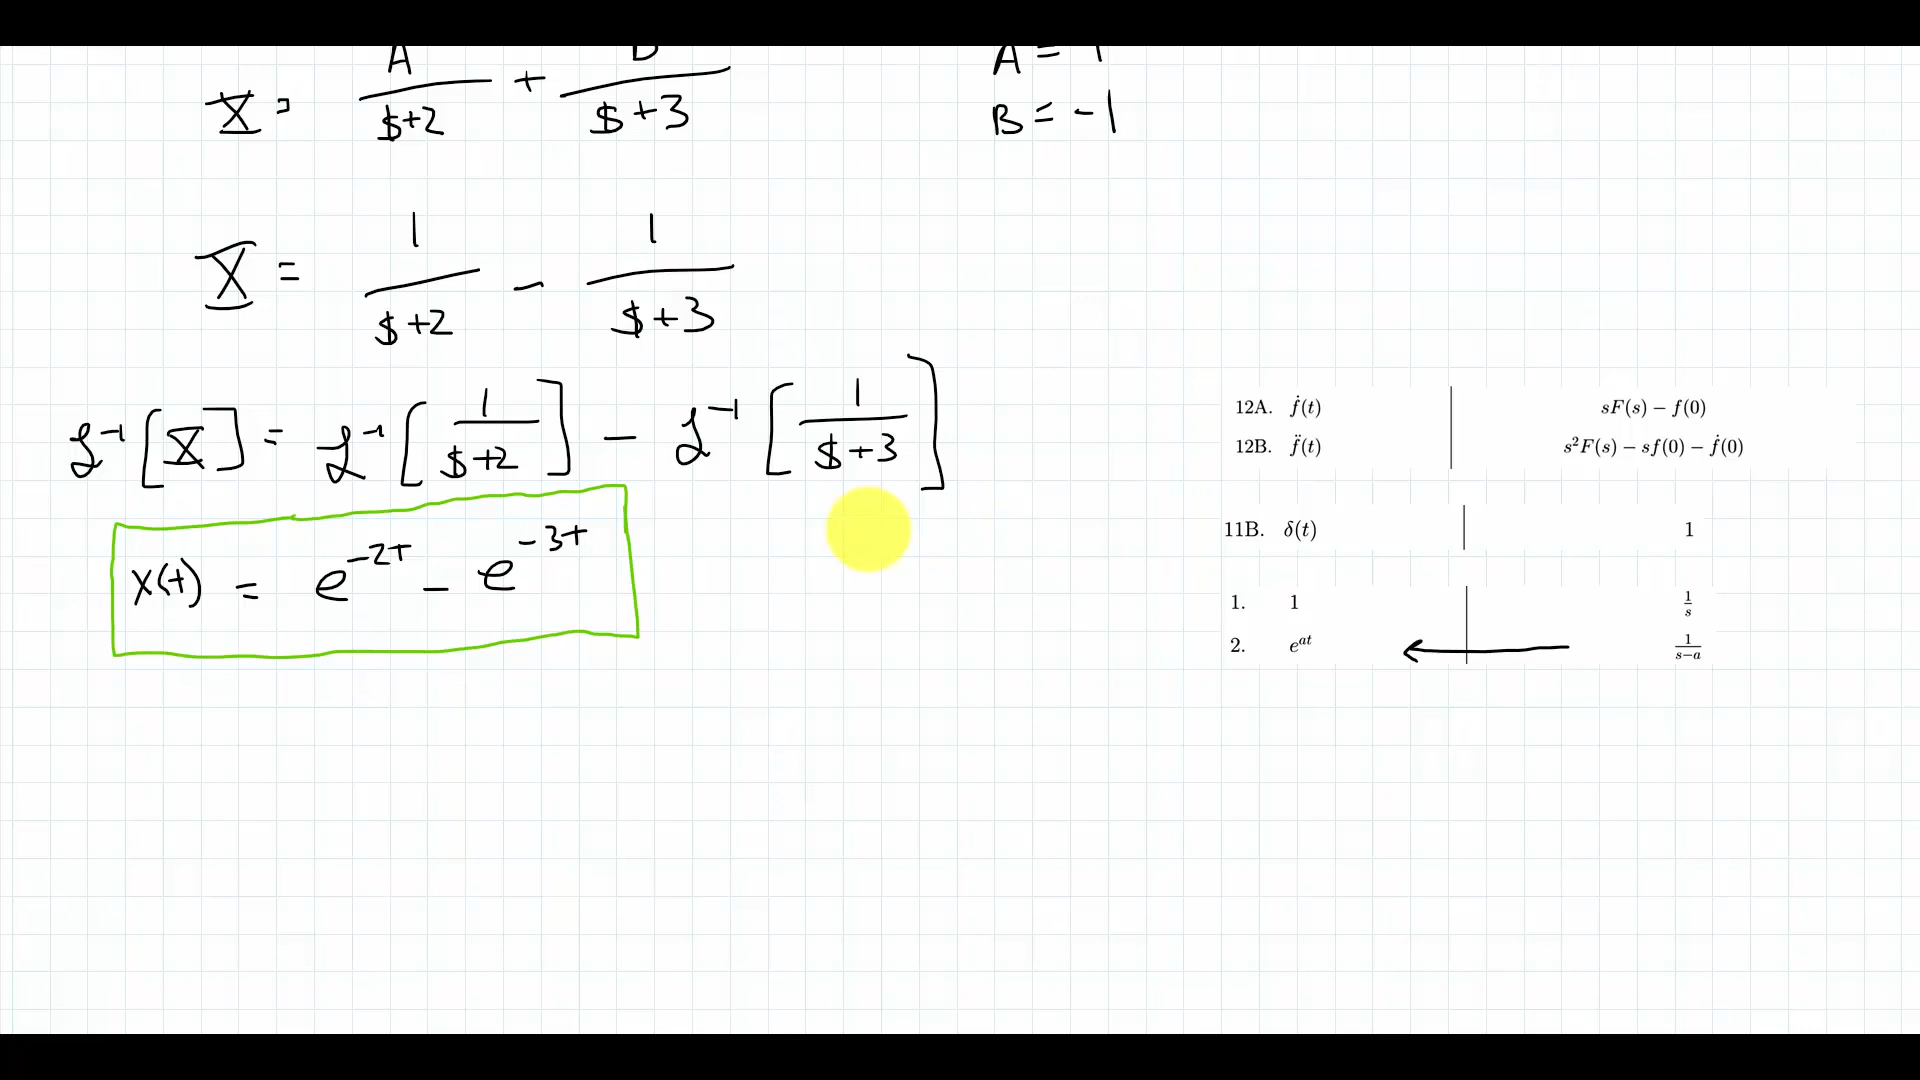 X = A/(s+2) + B/(s+3)
A = 1
B = -1
X = 1/(s+2) - 1/(s+3)
ℒ⁻¹[X] = ℒ⁻¹[1/(s+2)] - ℒ⁻¹[1/(s+3)]
x(t) = e^(-2t) - e^(-3t)
12A. ḟ(t) sF(s) − f(0)
12B. f̈(t) s²F(s) − sf(0) − ḟ(0)
11B. δ(t) 1
1. 1 1/s
2. e^(at) 1/(s−a)